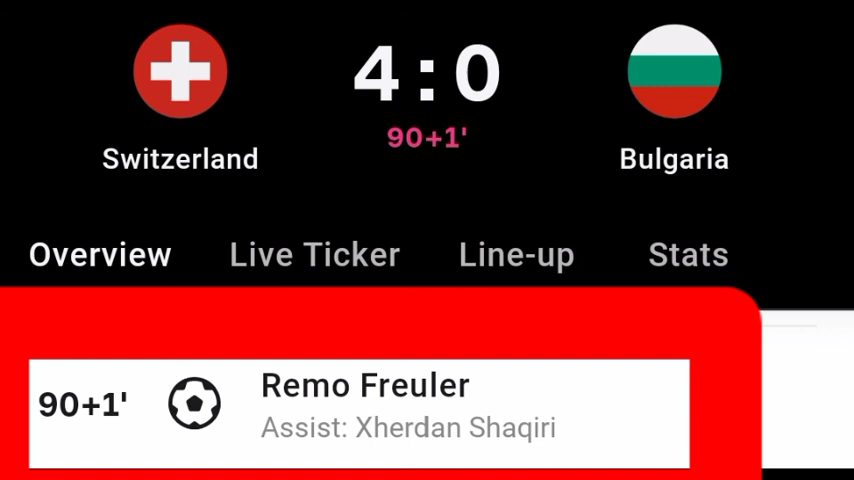 4:0
90+1'
Switzerland Bulgaria
Overview Live Ticker Line-up Stats
90+1' Remo Freuler
Assist: Xherdan Shaqiri